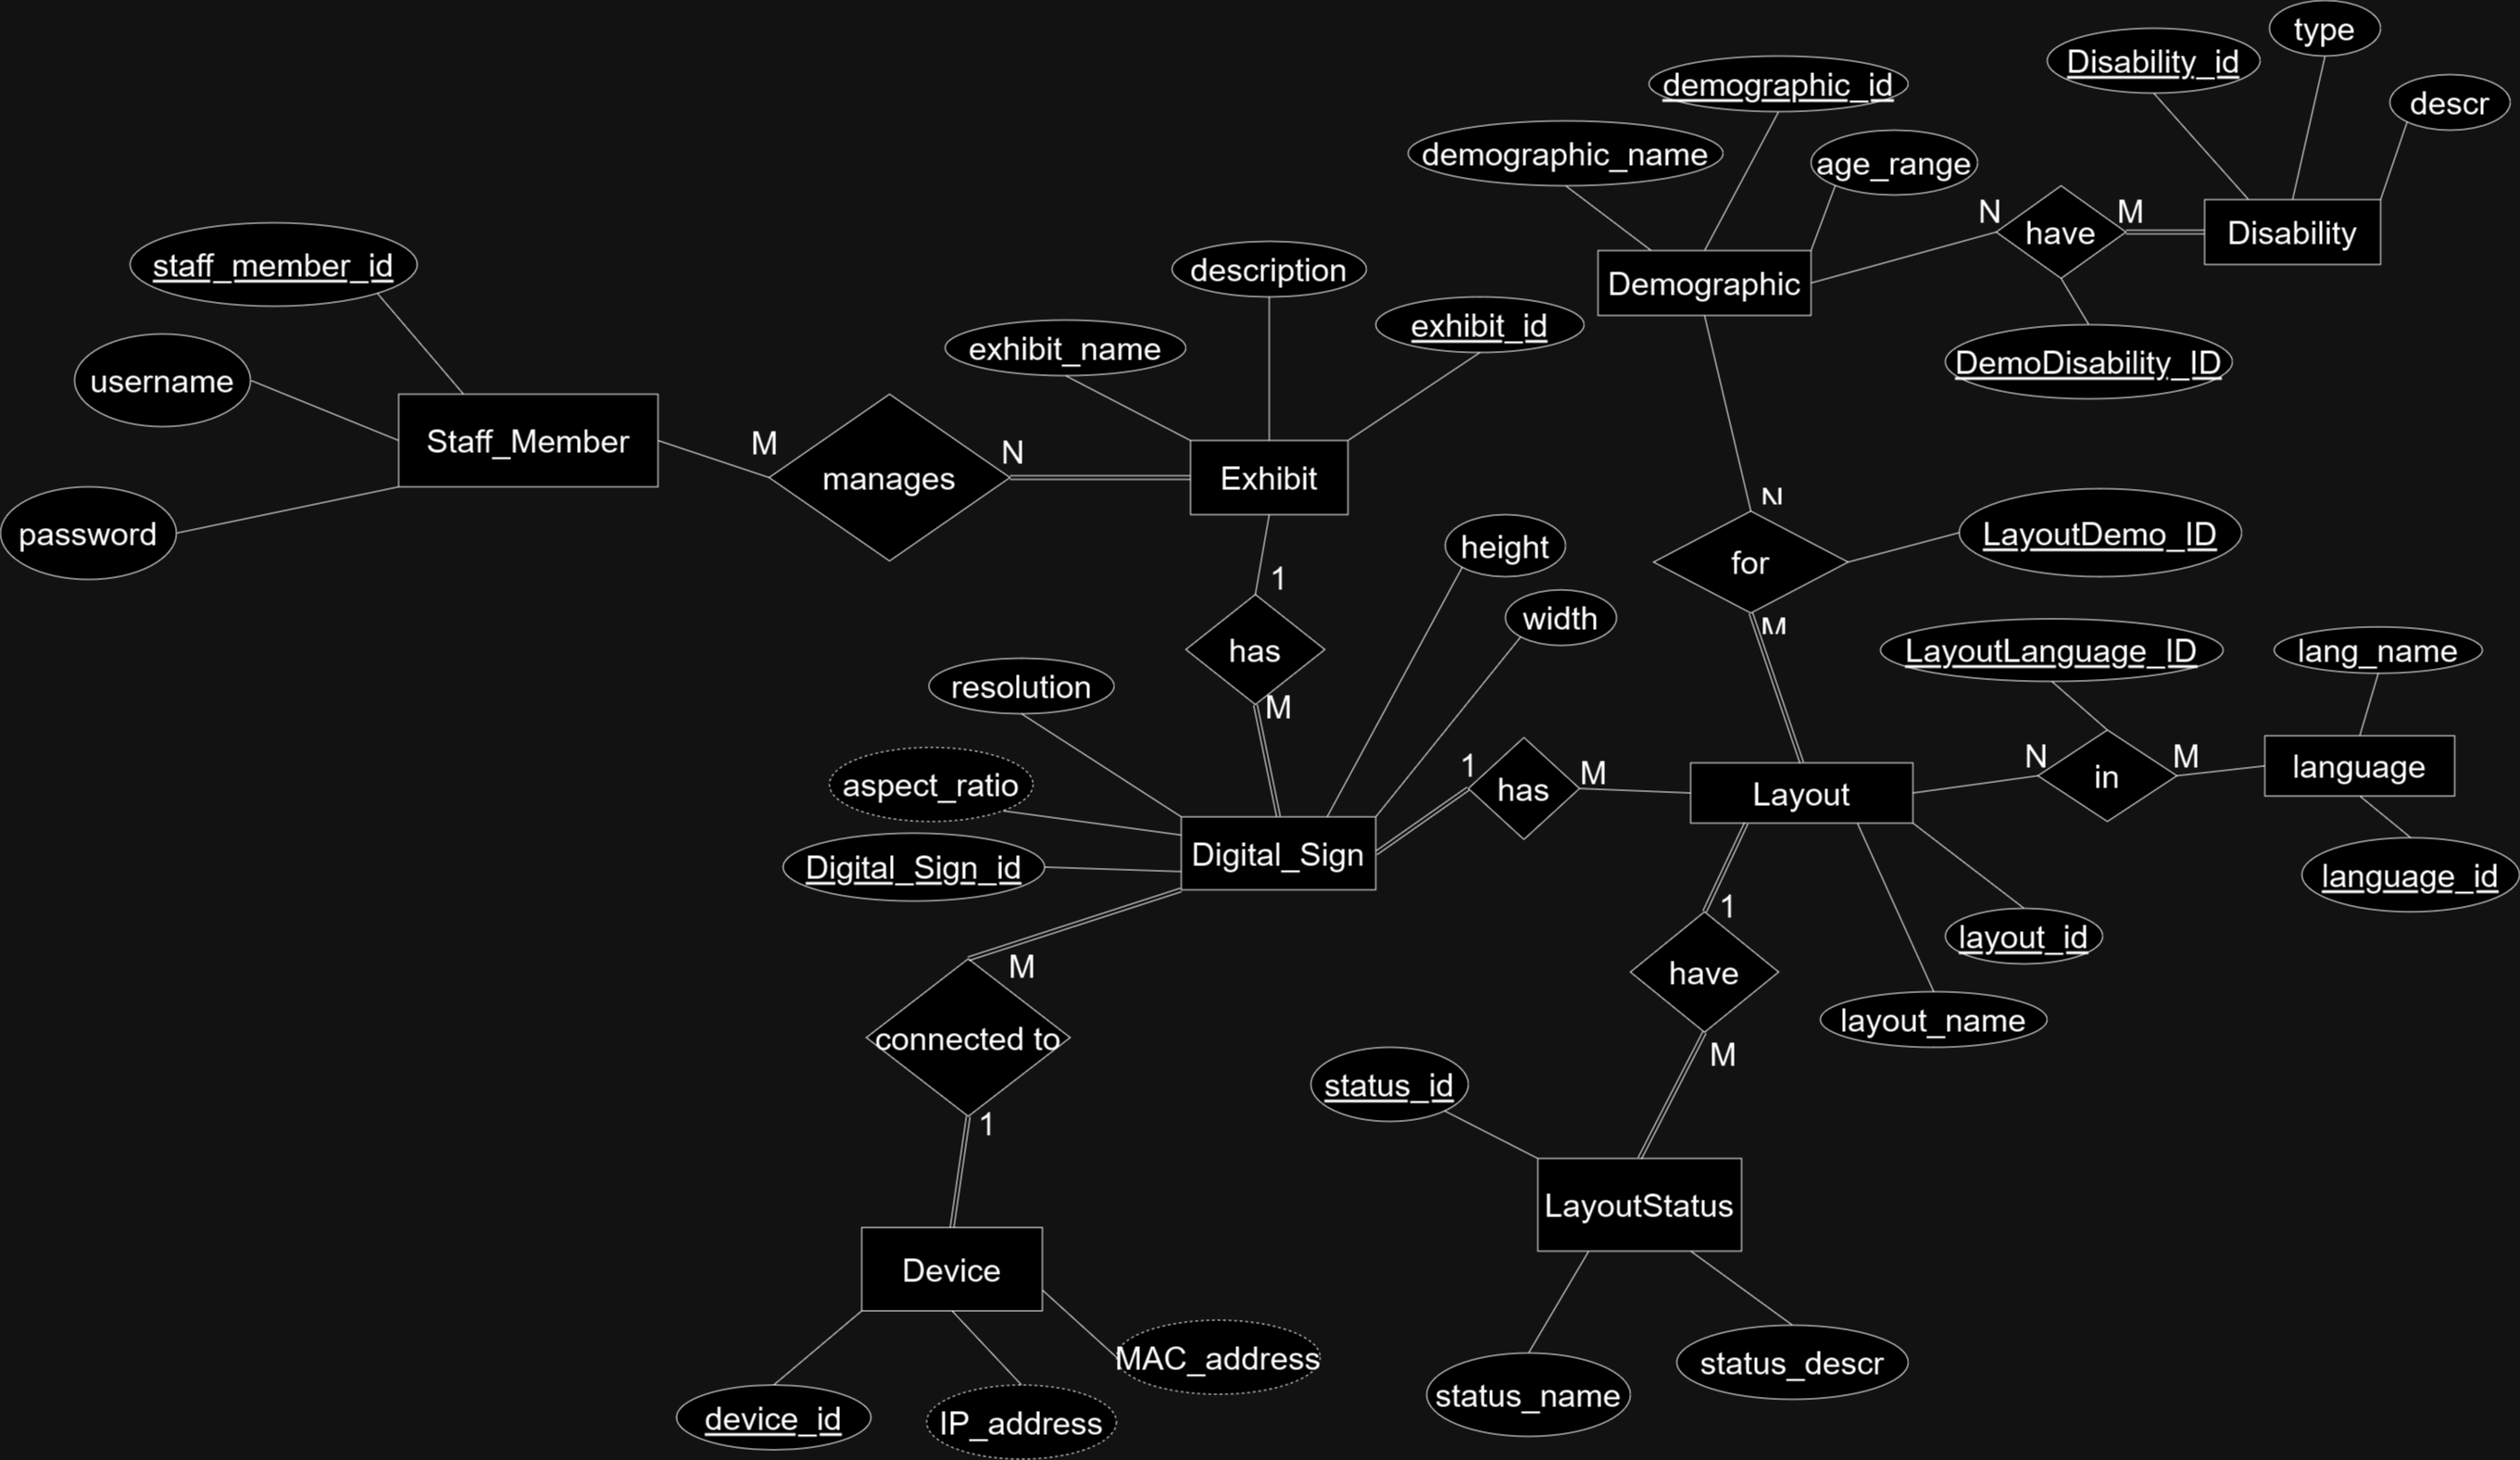 type
Disability_id
demographic_id
descr
demographic_name
age_range
N
M
have
Disability
staff_member_id
description
Demographic
exhibit_id
exhibit_name
DemoDisability_ID
username
Staff_Member
M
N
manages
Exhibit
N
password
height
LayoutDemo_ID
for
1
width
M
has
LayoutLanguage_ID
lang_name
resolution
M
aspect_ratio
1
has
M
Layout
N
in
M
language
Digital_Sign
Digital_Sign_id
language_id
1
layout_id
M
have
connected to
layout_name
M
status_id
1
LayoutStatus
Device
MAC_address
status_descr
status_name
device_id
IP_address